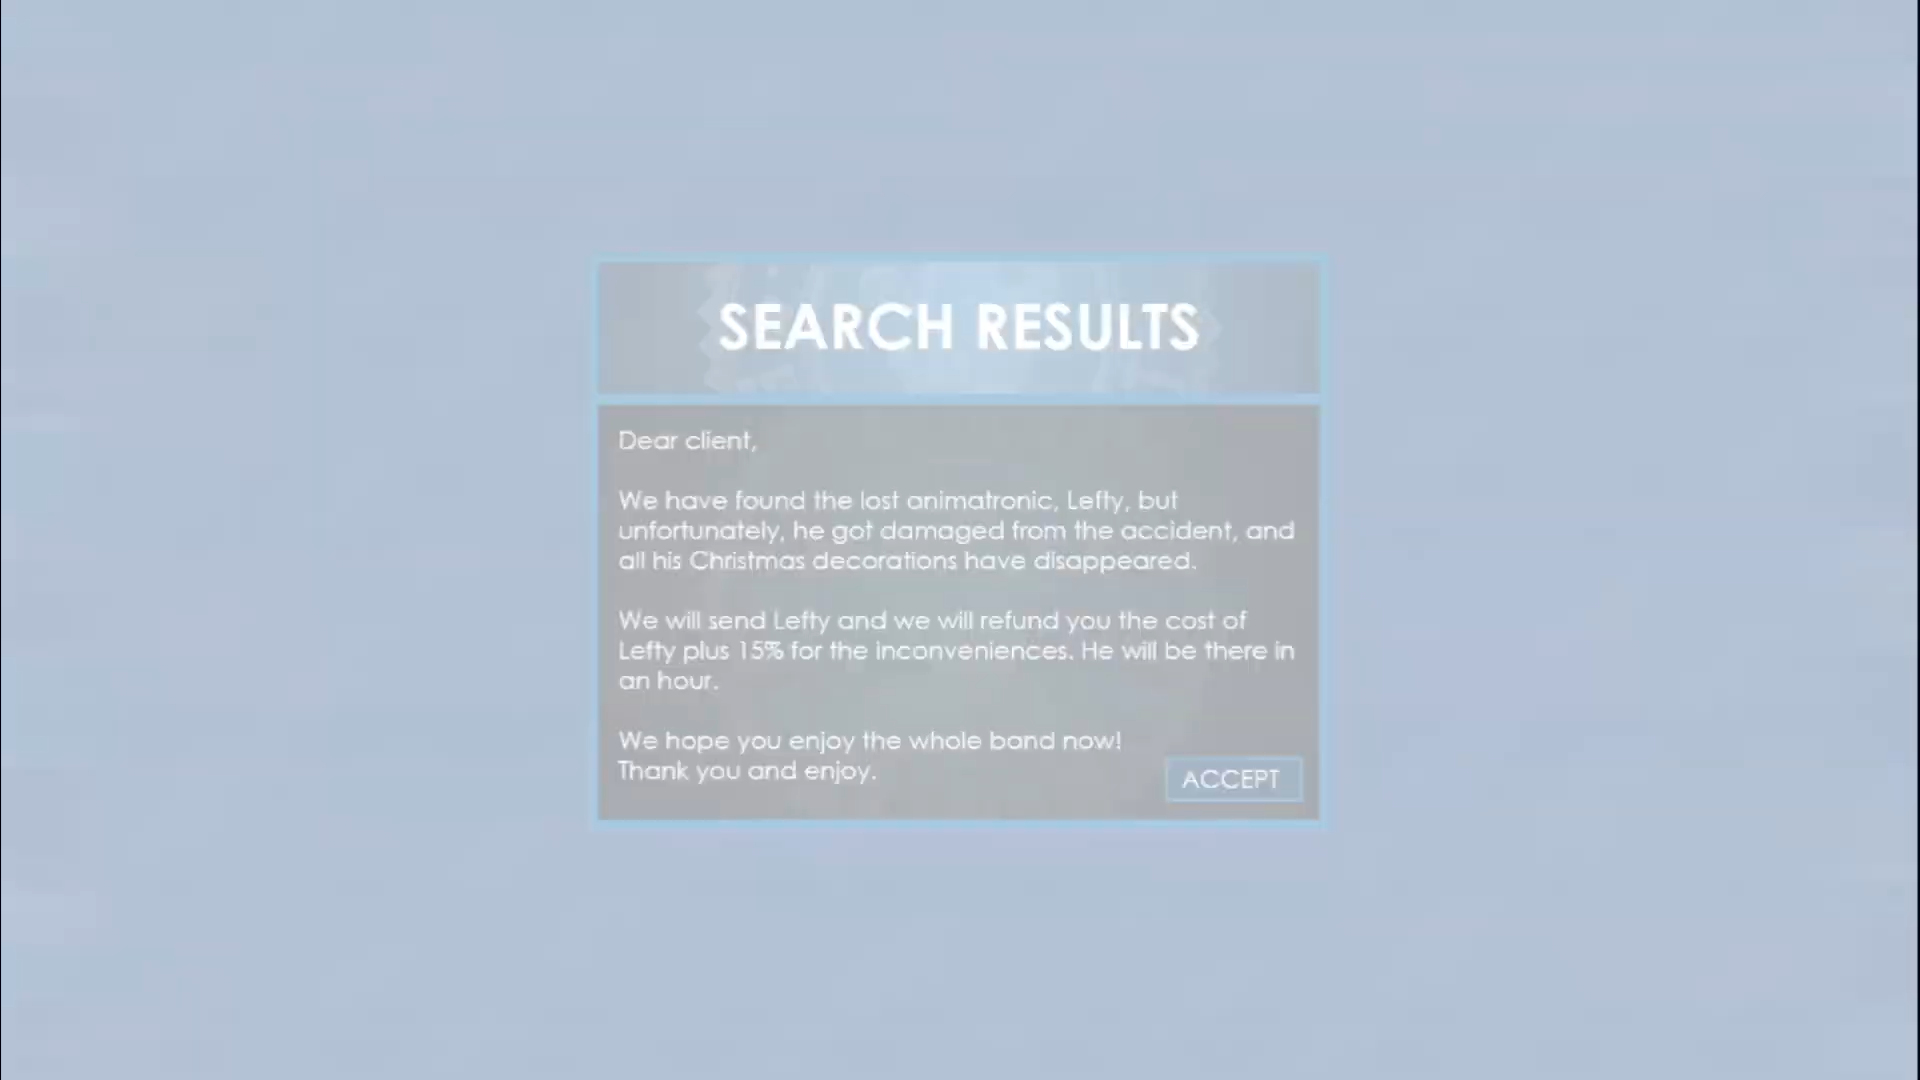 SEARCH RESULTS
Dear client,
We have found the lost animatronic, Lefty, but
unfortunately, he got damaged from the accident, and
all his Christmas decorations have disappeared.
We will send Lefty and we will refund you the cost of
Lefty plus 15% for the inconveniences. He will be there in
an hour.
We hope you enjoy the whole band now!
Thank you and enjoy.
ACCEPT